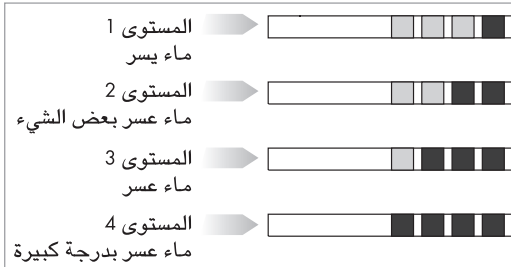 المستوى 1
ماء يسر
المستوى 2
ماء عسر بعض الشيء
المستوى 3
ماء عسر
المستوى 4
ماء عسر بدرجة كبيرة